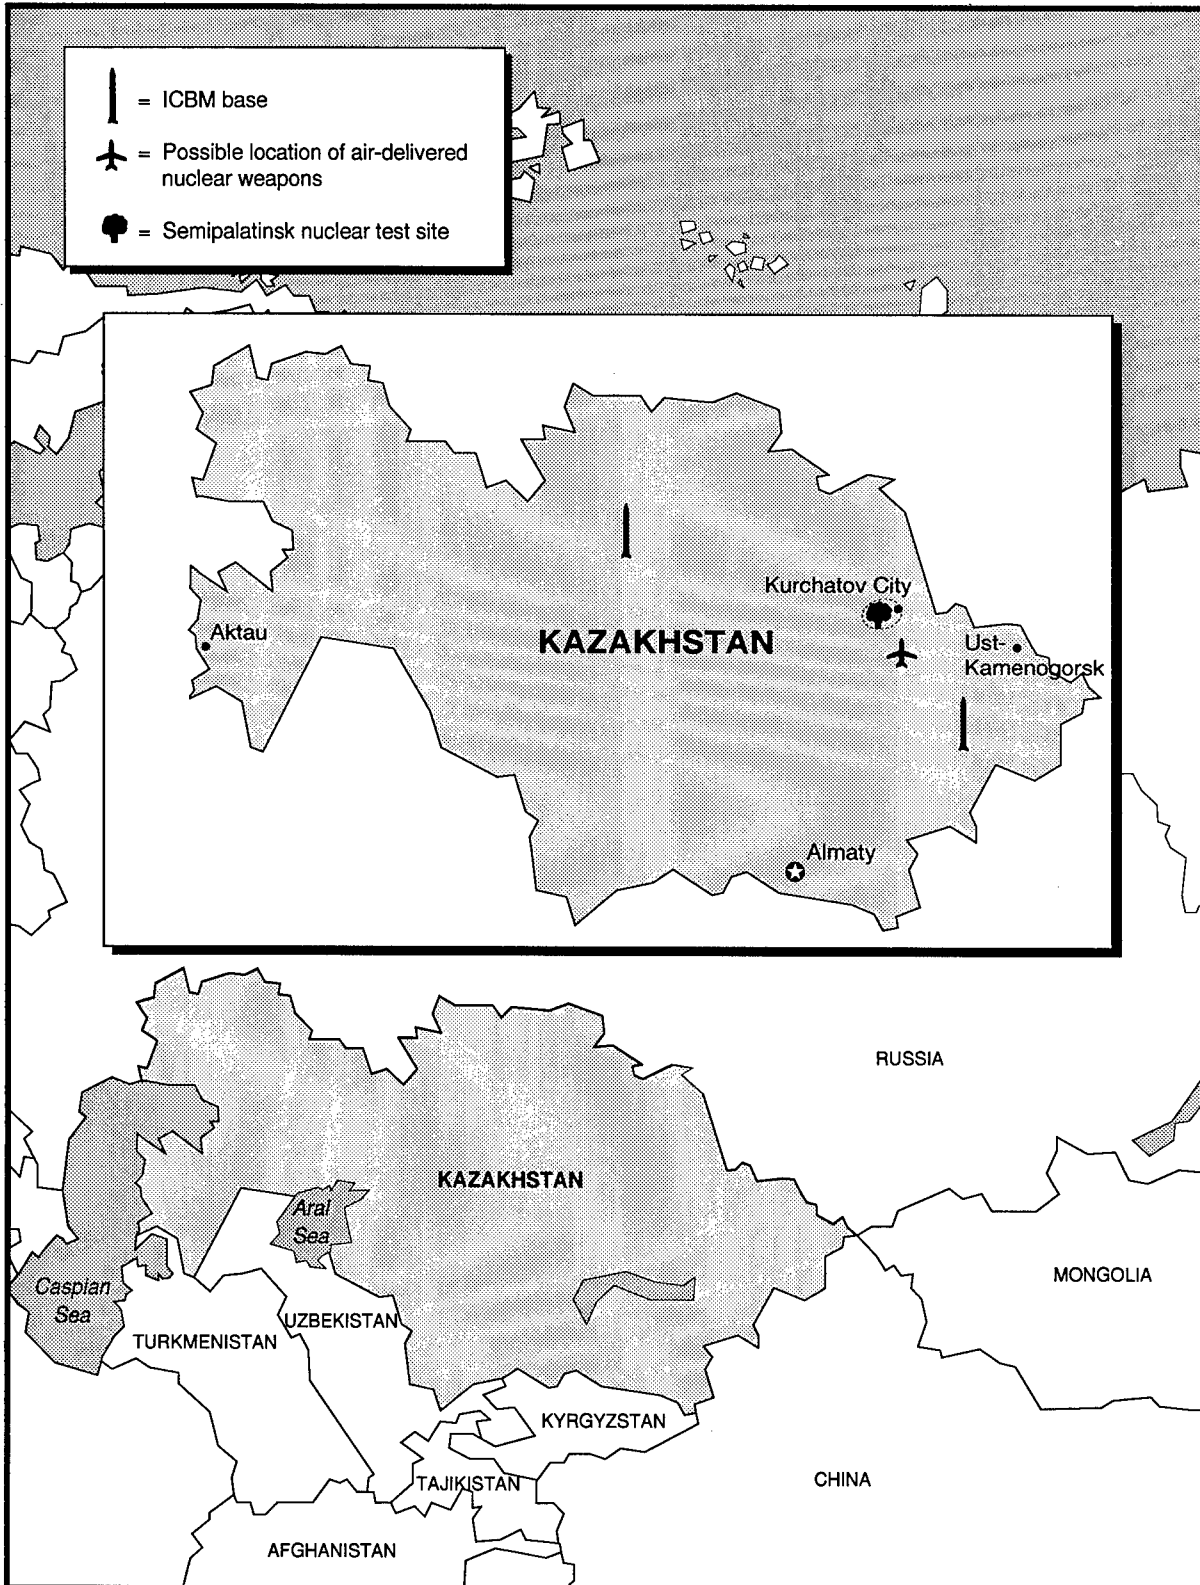 = ICBM base
= Possible location of air-delivered
nuclear weapons
= Semipalatinsk nuclear test site
Kurchatov City
Aktau
KAZAKHSTAN
Ust-
Kamenogorsk
Almaty
RUSSIA
KAZAKHSTAN
Aral
Sea
Caspian
Sea
MONGOLIA
UZBEKISTAN
TURKMENISTAN
KYRGYZSTAN
CHINA
TAJIKISTAN
AFGHANISTAN